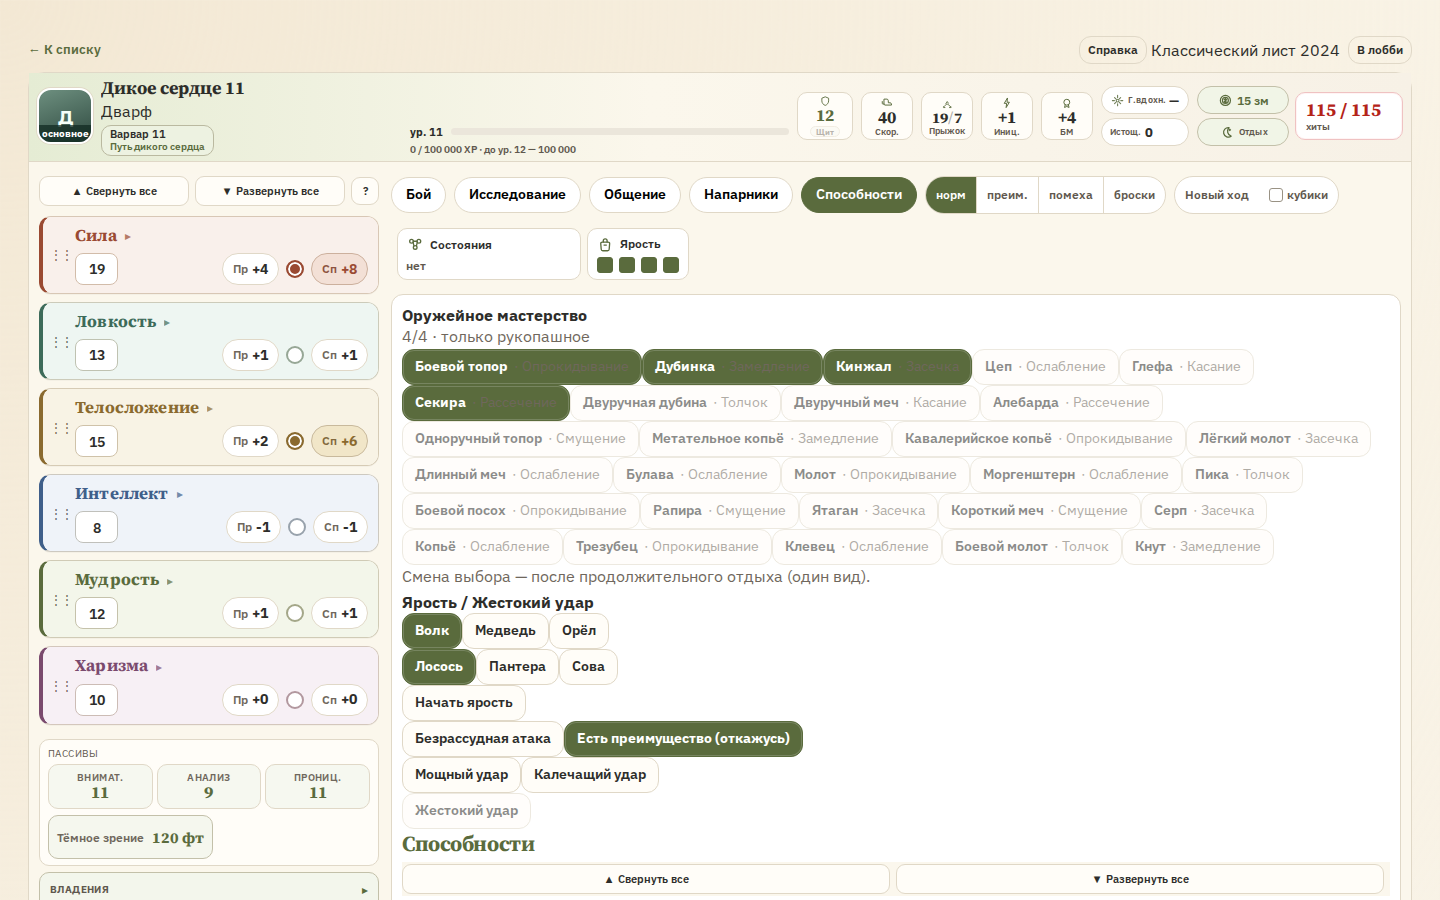 ← К списку
Справка Классический лист 2024 В лобби
Дикое сердце 11
Дварф
Д
основное
Варвар 11
Путь дикого сердца
ур. 11
0 / 100 000 XP · до ур. 12 — 100 000
12
Щит
40
Скор.
19/7
Прыжок
+1
Иниц.
+4
БМ
Г.вдохн. —
Истощ. 0
15 зм
Отдых
115 / 115
хиты
▲ Свернуть все ▼ Развернуть все ?
Бой Исследование Общение Напарники Способности норм преим. помеха броски Новый ход кубики
Сила ▸
19 Пр +4 Сп +8
Ловкость ▸
13 Пр +1 Сп +1
Телосложение ▸
15 Пр +2 Сп +6
Интеллект ▸
8 Пр -1 Сп -1
Мудрость ▸
12 Пр +1 Сп +1
Харизма ▸
10 Пр +0 Сп +0
ПАССИВЫ
ВНИМАТ. АНАЛИЗ ПРОНИЦ.
11 9 11
Тёмное зрение 120 фт
ВЛАДЕНИЯ ▸
Состояния
нет
Ярость
Оружейное мастерство
4/4 · только рукопашное
Боевой топор · Опрокидывание Дубинка · Замедление Кинжал · Засечка Цеп · Ослабление Глефа · Касание
Секира · Рассечение Двуручная дубина · Толчок Двуручный меч · Касание Алебарда · Рассечение
Одноручный топор · Смущение Метательное копьё · Замедление Кавалерийское копьё · Опрокидывание Лёгкий молот · Засечка
Длинный меч · Ослабление Булава · Ослабление Молот · Опрокидывание Моргенштерн · Ослабление Пика · Толчок
Боевой посох · Опрокидывание Рапира · Смущение Ятаган · Засечка Короткий меч · Смущение Серп · Засечка
Копьё · Ослабление Трезубец · Опрокидывание Клевец · Ослабление Боевой молот · Толчок Кнут · Замедление
Смена выбора — после продолжительного отдыха (один вид).
Ярость / Жестокий удар
Волк Медведь Орёл
Лосось Пантера Сова
Начать ярость
Безрассудная атака Есть преимущество (откажусь)
Мощный удар Калечащий удар
Жестокий удар
Способности
▲ Свернуть все ▼ Развернуть все